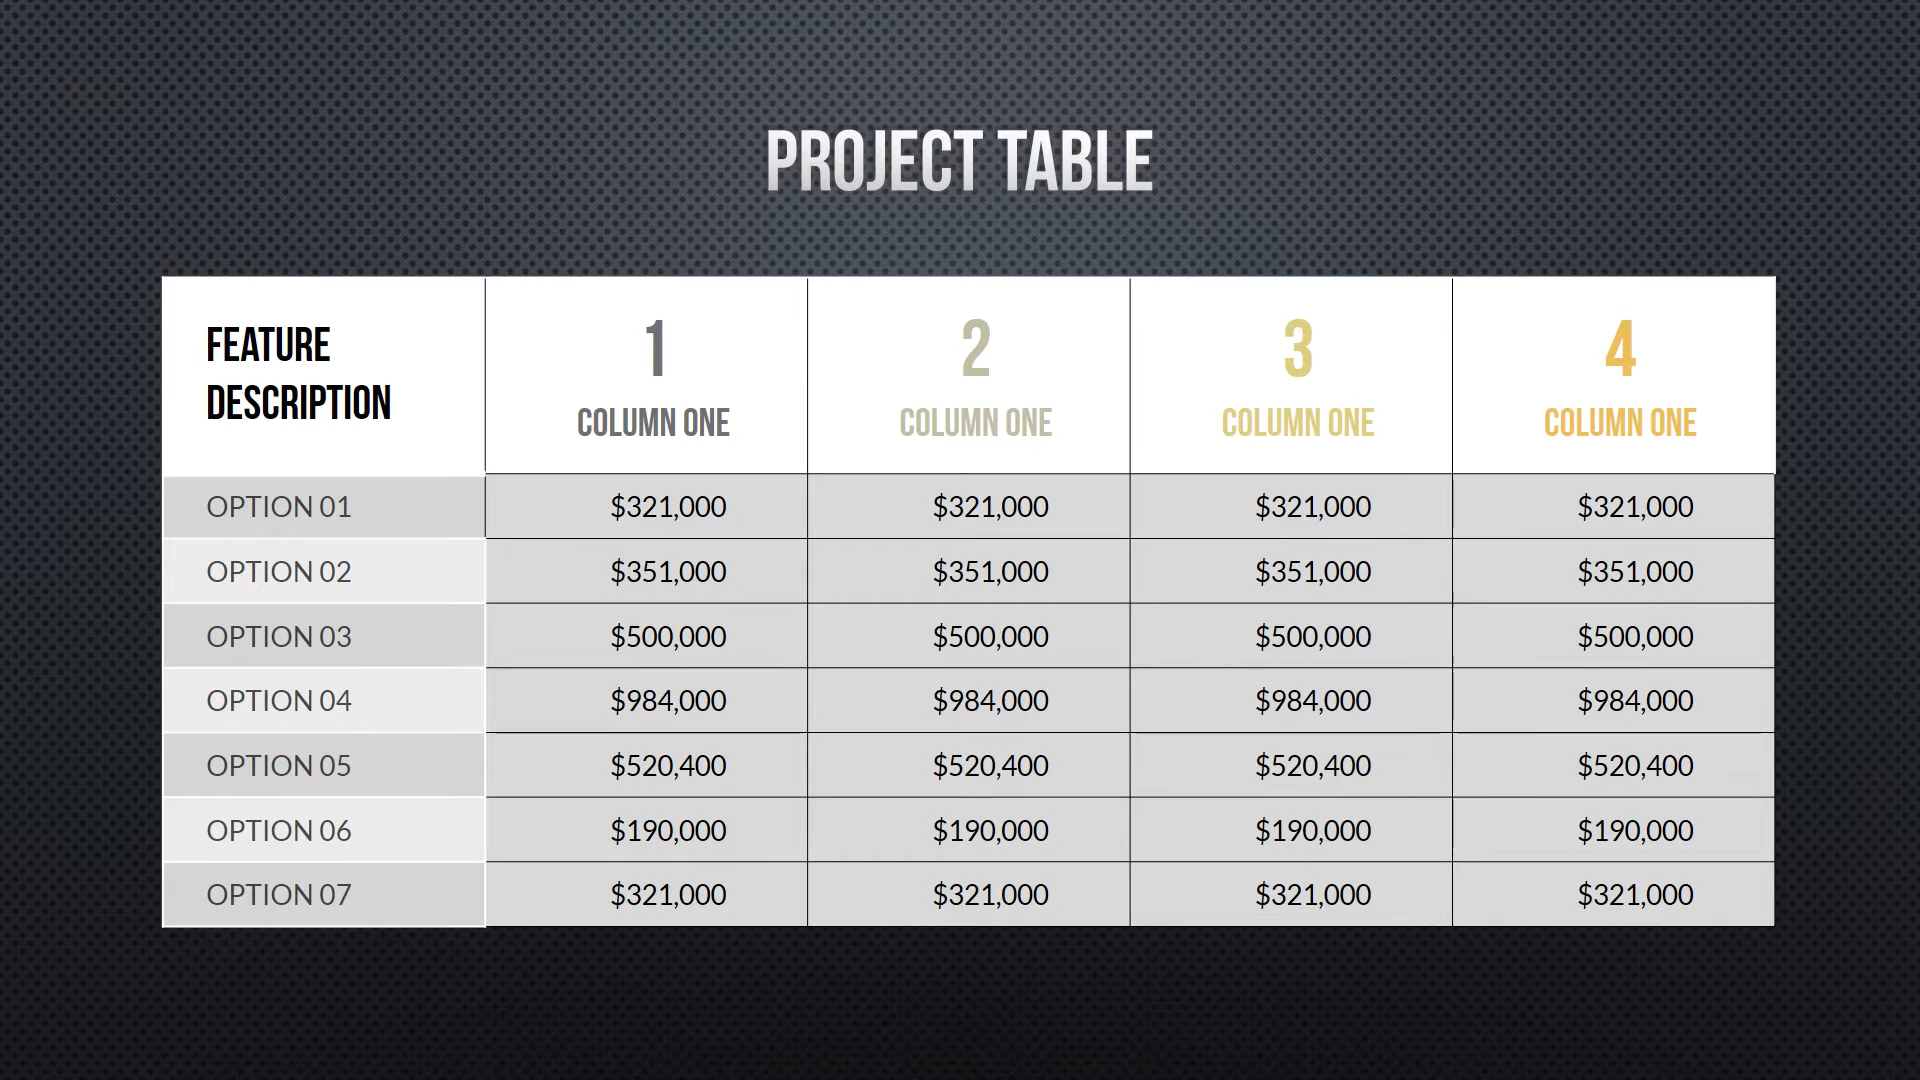 PROJECT TABLE
FEATURE
DESCRIPTION
1
COLUMN ONE
2
COLUMN ONE
3
COLUMN ONE
4
COLUMN ONE
OPTION 01 $321,000 $321,000 $321,000 $321,000
OPTION 02 $351,000 $351,000 $351,000 $351,000
OPTION 03 $500,000 $500,000 $500,000 $500,000
OPTION 04 $984,000 $984,000 $984,000 $984,000
OPTION 05 $520,400 $520,400 $520,400 $520,400
OPTION 06 $190,000 $190,000 $190,000 $190,000
OPTION 07 $321,000 $321,000 $321,000 $321,000